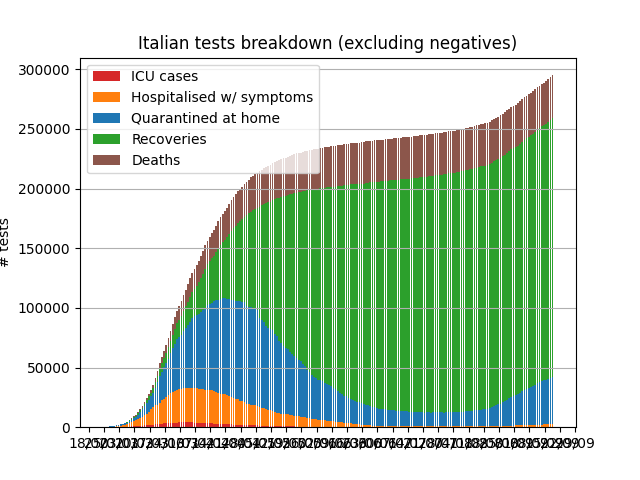 Italian tests breakdown (excluding negatives)
300000
250000
200000
150000
100000
50000
0
# tests
ICU cases
Hospitalised w/ symptoms
Quarantined at home
Recoveries
Deaths